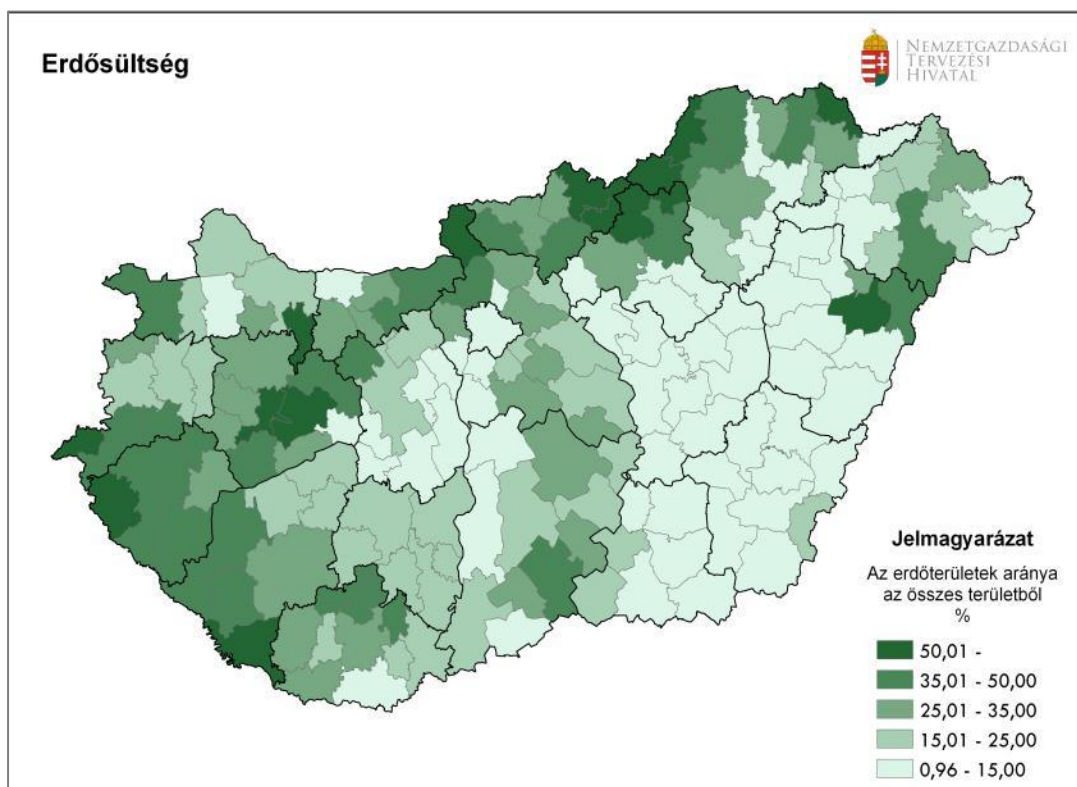 Erdősültség
NEMZETGAZDASÁGI
TERVEZÉSI
HIVATAL
Jelmagyarázat
Az erdőterületek aránya
az összes területből
%
50,01 -
35,01 - 50,00
25,01 - 35,00
15,01 - 25,00
0,96 - 15,00